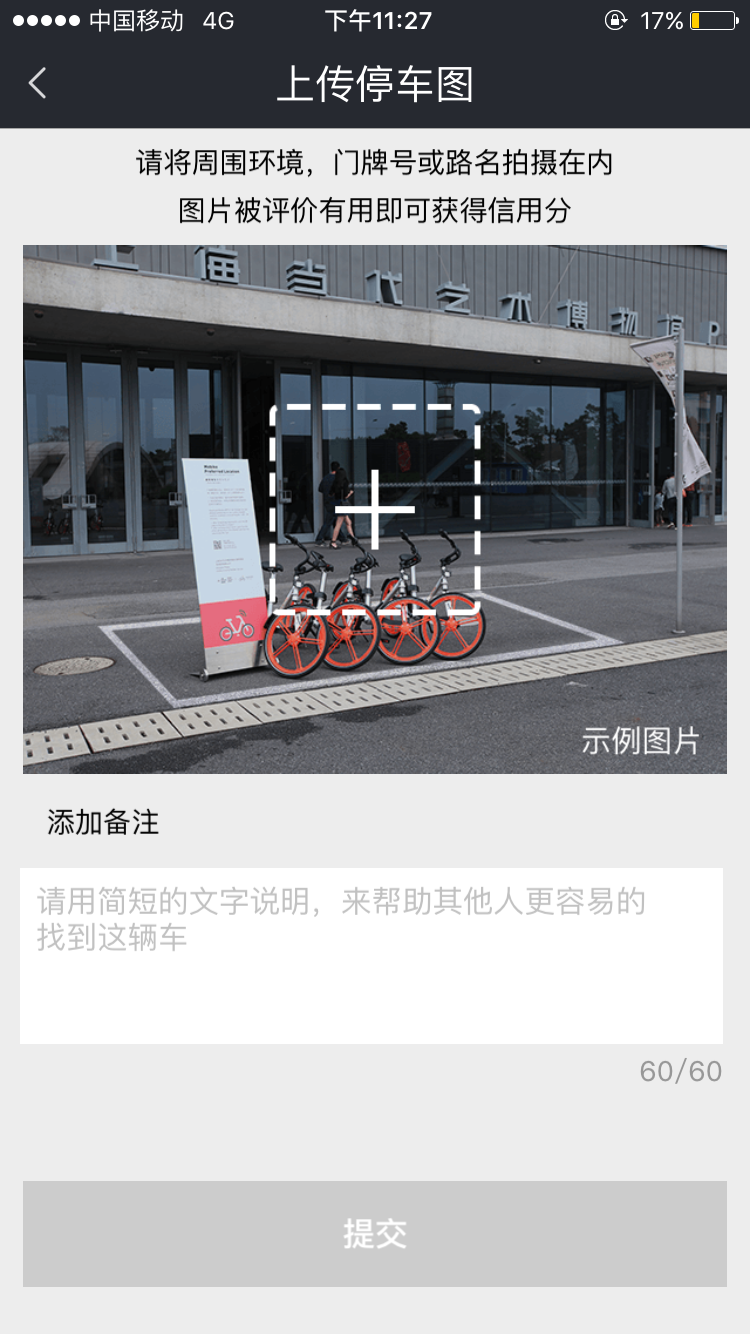 中国移动 4G 下午11:27 17%
上传停车图
请将周围环境，门牌号或路名拍摄在内
图片被评价有用即可获得信用分
上海当代艺术博物馆P
Mobike
Preferred Location
示例图片
添加备注
请用简短的文字说明，来帮助其他人更容易的
找到这辆车
60/60
提交